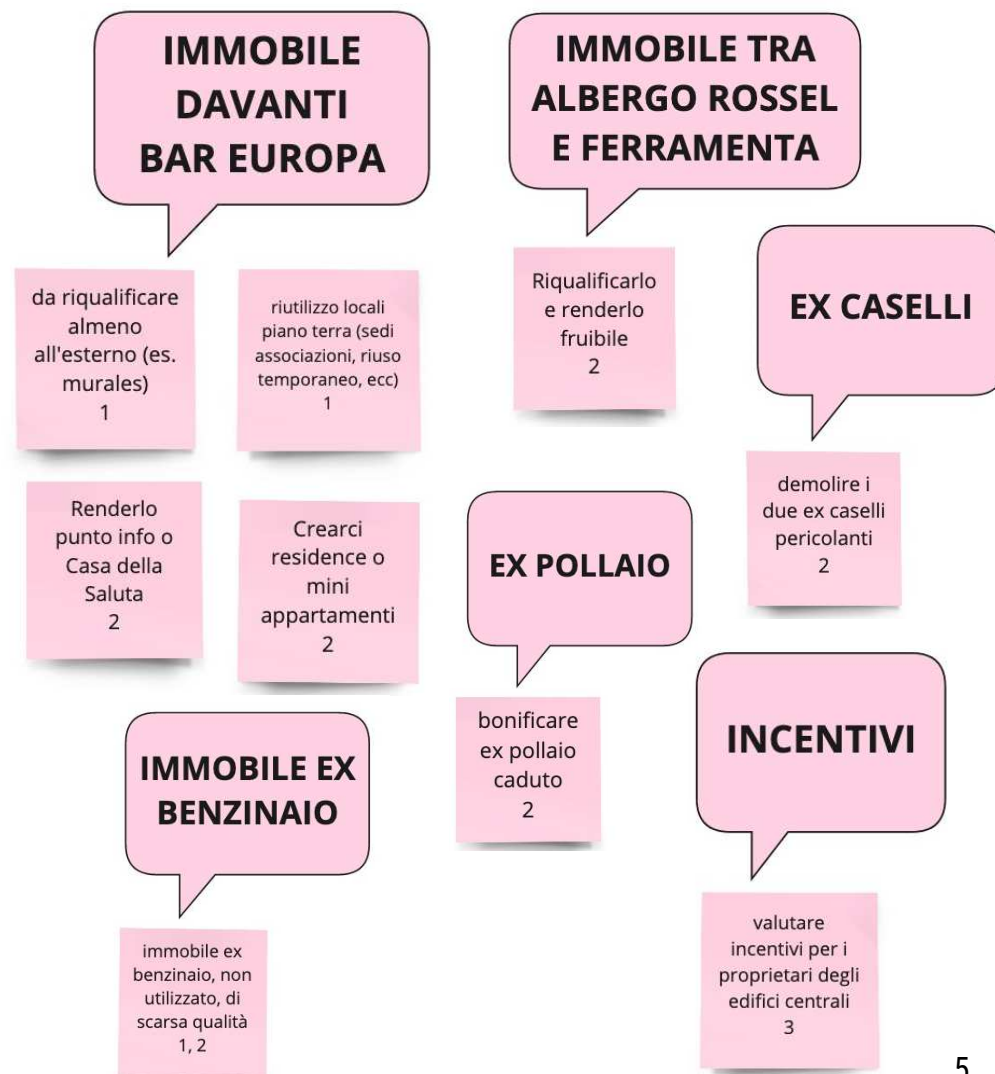 IMMOBILE
DAVANTI
BAR EUROPA
da riqualificare
almeno
all'esterno (es.
murales)
1
riutilizzo locali
piano terra (sedi
associazioni, riuso
temporaneo, ecc)
1
Renderlo
punto info o
Casa della
Saluta
2
Crearci
residence o
mini
appartamenti
2
IMMOBILE TRA
ALBERGO ROSSEL
E FERRAMENTA
Riqualificarlo
e renderlo
fruibile
2
EX CASELLI
demolire i
due ex caselli
pericolanti
2
EX POLLAIO
bonificare
ex pollaio
caduto
2
IMMOBILE EX
BENZINAIO
immobile ex
benzinaio, non
utilizzato, di
scarsa qualità
1, 2
INCENTIVI
valutare
incentivi per i
proprietari degli
edifici centrali
3
5